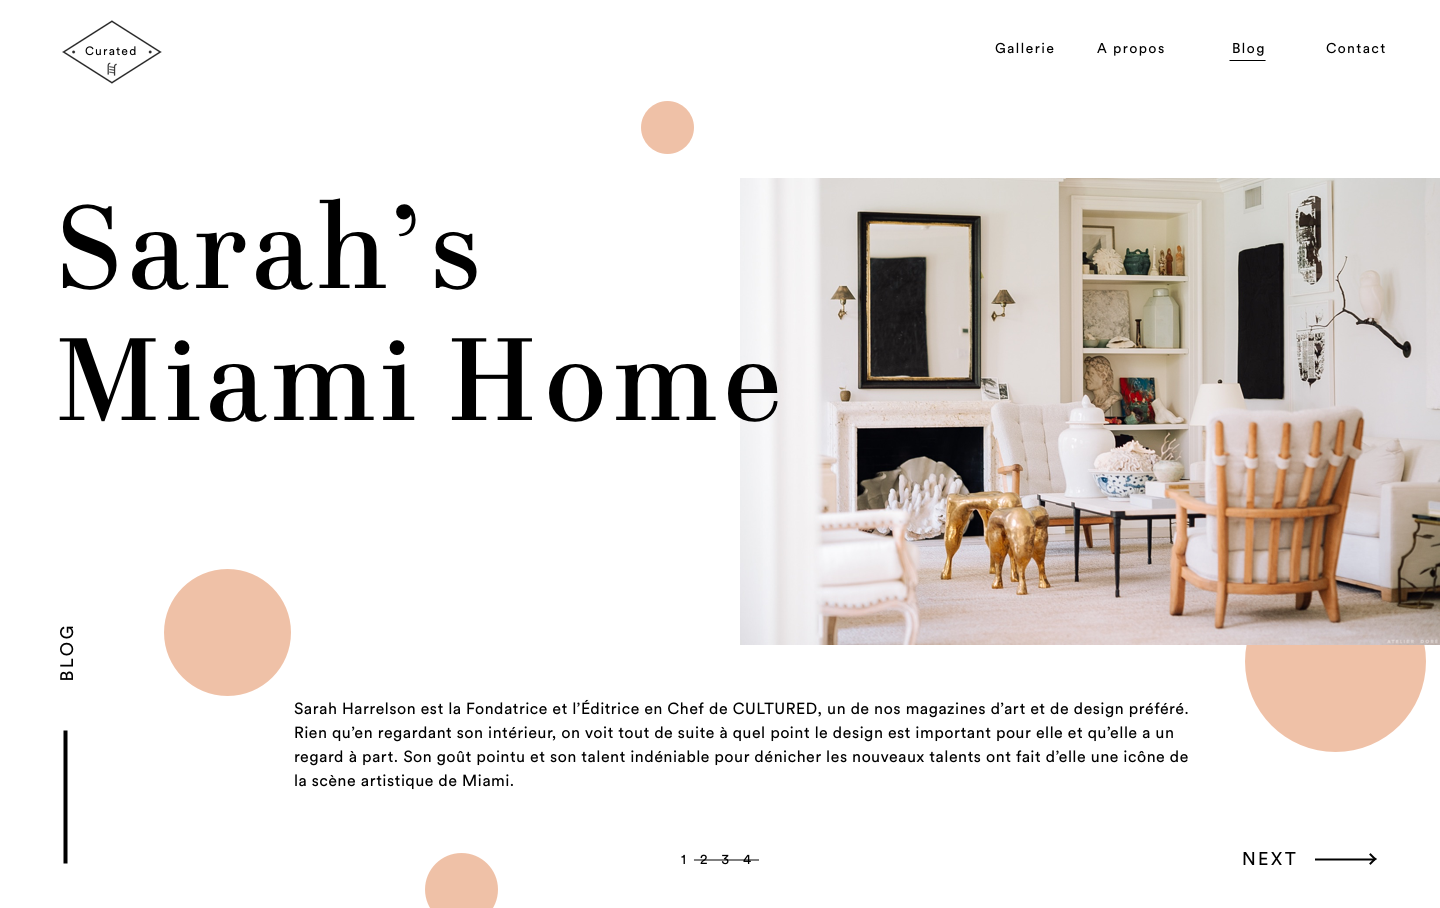 Curated
Gallerie
A propos
Blog
Contact
Sarah’s
Miami Home
BLOG
Sarah Harrelson est la Fondatrice et l’Éditrice en Chef de CULTURED, un de nos magazines d’art et de design préféré.
Rien qu’en regardant son intérieur, on voit tout de suite à quel point le design est important pour elle et qu’elle a un
regard à part. Son goût pointu et son talent indéniable pour dénicher les nouveaux talents ont fait d’elle une icône de
la scène artistique de Miami.
1 2 3 4
NEXT